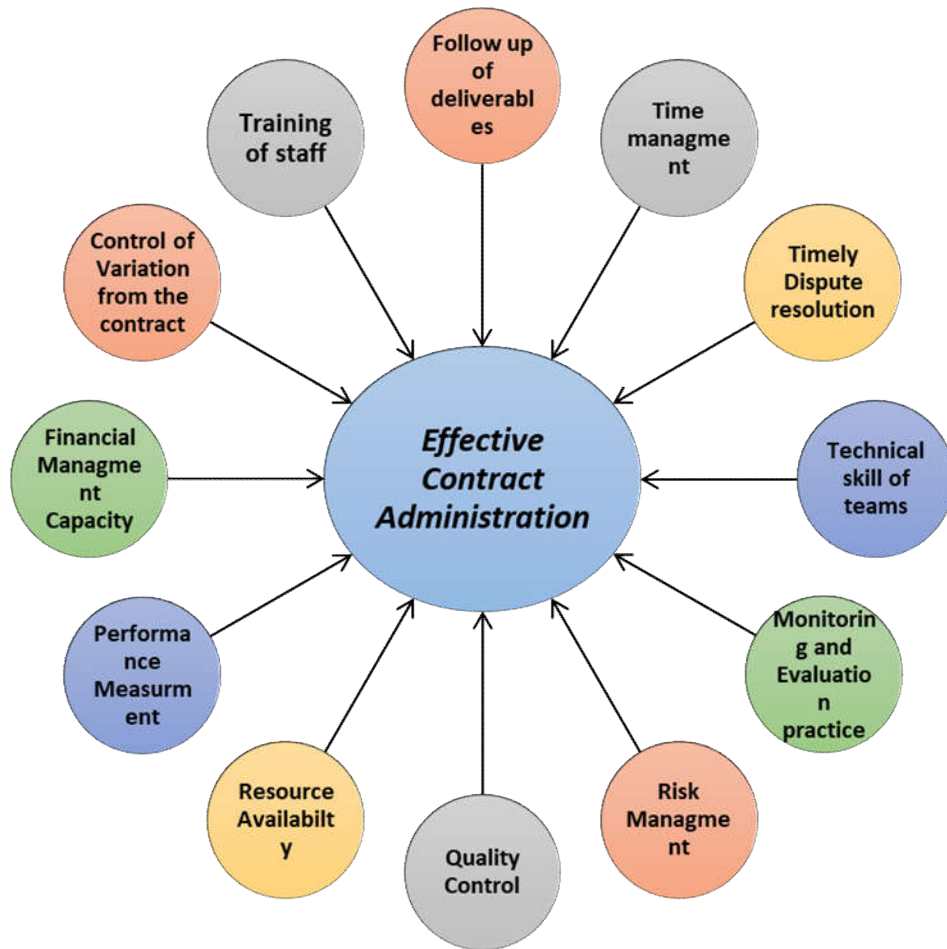 Follow up
of
deliverabl
es
Time
managme
nt
Timely
Dispute
resolution
Technical
skill of
teams
Monitorin
g and
Evaluatio
n
practice
Risk
Managme
nt
Quality
Control
Resource
Availabilt
y
Performa
nce
Measurm
ent
Financial
Managme
nt
Capacity
Control of
Variation
from the
contract
Training
of staff
Effective
Contract
Administration